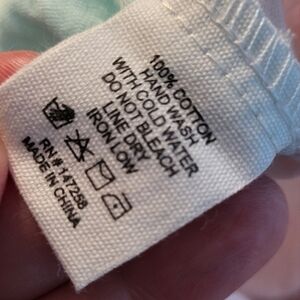 100% COTTON
HAND WASH
WITH COLD WATER
DO NOT BLEACH
LINE DRY
IRON LOW
RN# 147258
MADE IN CHINA